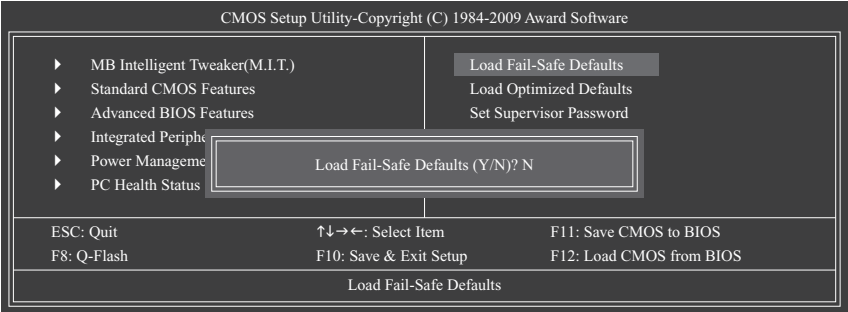 CMOS Setup Utility-Copyright (C) 1984-2009 Award Software
MB Intelligent Tweaker(M.I.T.)
Standard CMOS Features
Advanced BIOS Features
Integrated Periphe
Power Manageme
PC Health Status
Load Fail-Safe Defaults
Load Optimized Defaults
Set Supervisor Password
Load Fail-Safe Defaults (Y/N)? N
ESC: Quit
↑↓→←: Select Item
F11: Save CMOS to BIOS
F8: Q-Flash
F10: Save & Exit Setup
F12: Load CMOS from BIOS
Load Fail-Safe Defaults